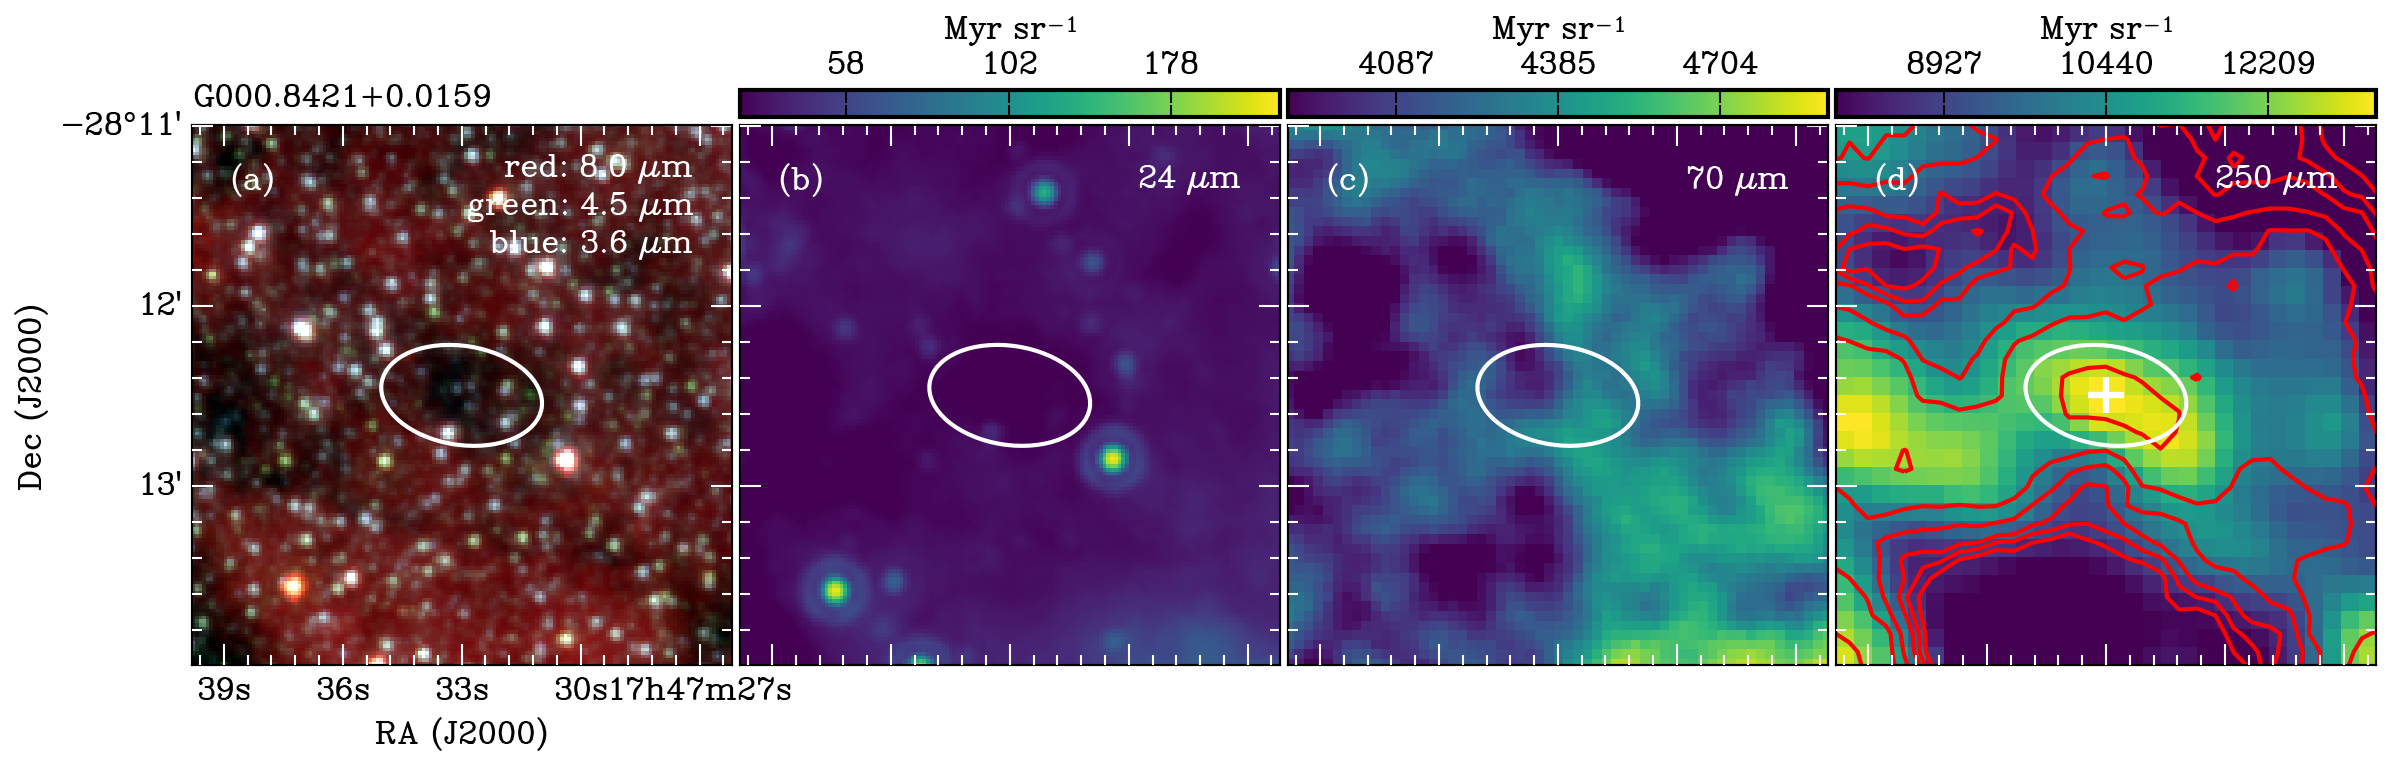 Myr sr⁻¹
Myr sr⁻¹
Myr sr⁻¹
58 102 178
4087 4385 4704
8927 10440 12209
G000.8421+0.0159
−28°11'
12'
13'
Dec (J2000)
(a)
red: 8.0 μm
green: 4.5 μm
blue: 3.6 μm
(b)
24 μm
(c)
70 μm
(d)
250 μm
39s 36s 33s 30s17h47m27s
RA (J2000)